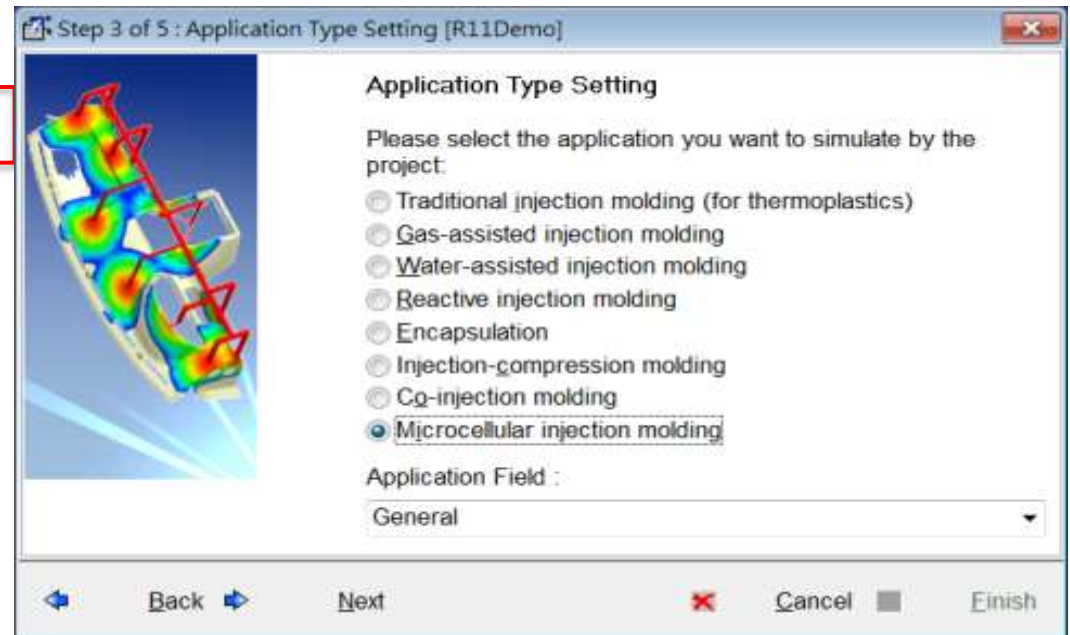 Step 3 of 5 : Application Type Setting [R11Demo]
Application Type Setting
Please select the application you want to simulate by the
project:
Traditional injection molding (for thermoplastics)
Gas-assisted injection molding
Water-assisted injection molding
Reactive injection molding
Encapsulation
Injection-compression molding
Co-injection molding
Microcellular injection molding
Application Field :
General
Back Next Cancel Finish